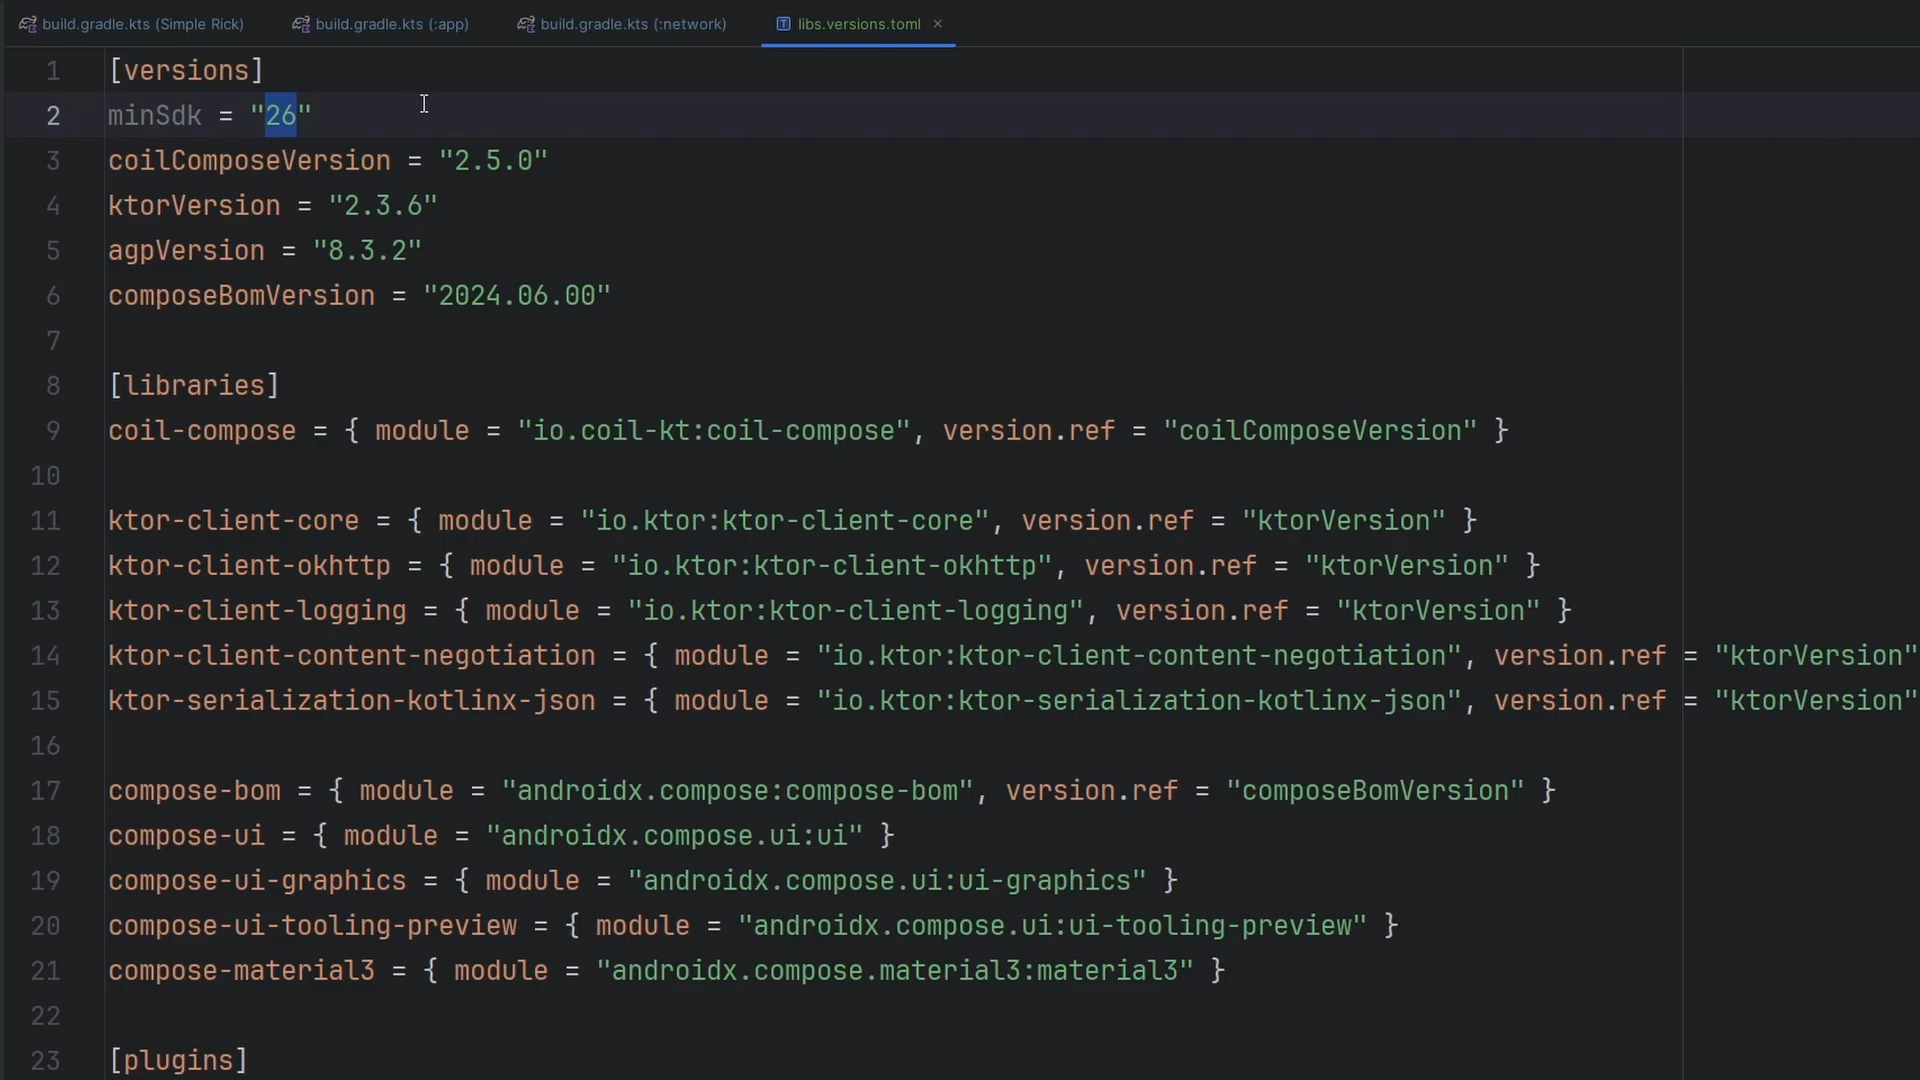 build.gradle.kts (Simple Rick) build.gradle.kts (:app) build.gradle.kts (:network) libs.versions.toml
1 [versions]
2 minSdk = "26"
3 coilComposeVersion = "2.5.0"
4 ktorVersion = "2.3.6"
5 agpVersion = "8.3.2"
6 composeBomVersion = "2024.06.00"
7
8 [libraries]
9 coil-compose = { module = "io.coil-kt:coil-compose", version.ref = "coilComposeVersion" }
10
11 ktor-client-core = { module = "io.ktor:ktor-client-core", version.ref = "ktorVersion" }
12 ktor-client-okhttp = { module = "io.ktor:ktor-client-okhttp", version.ref = "ktorVersion" }
13 ktor-client-logging = { module = "io.ktor:ktor-client-logging", version.ref = "ktorVersion" }
14 ktor-client-content-negotiation = { module = "io.ktor:ktor-client-content-negotiation", version.ref = "ktorVersion"
15 ktor-serialization-kotlinx-json = { module = "io.ktor:ktor-serialization-kotlinx-json", version.ref = "ktorVersion"
16
17 compose-bom = { module = "androidx.compose:compose-bom", version.ref = "composeBomVersion" }
18 compose-ui = { module = "androidx.compose.ui:ui" }
19 compose-ui-graphics = { module = "androidx.compose.ui:ui-graphics" }
20 compose-ui-tooling-preview = { module = "androidx.compose.ui:ui-tooling-preview" }
21 compose-material3 = { module = "androidx.compose.material3:material3" }
22
23 [plugins]